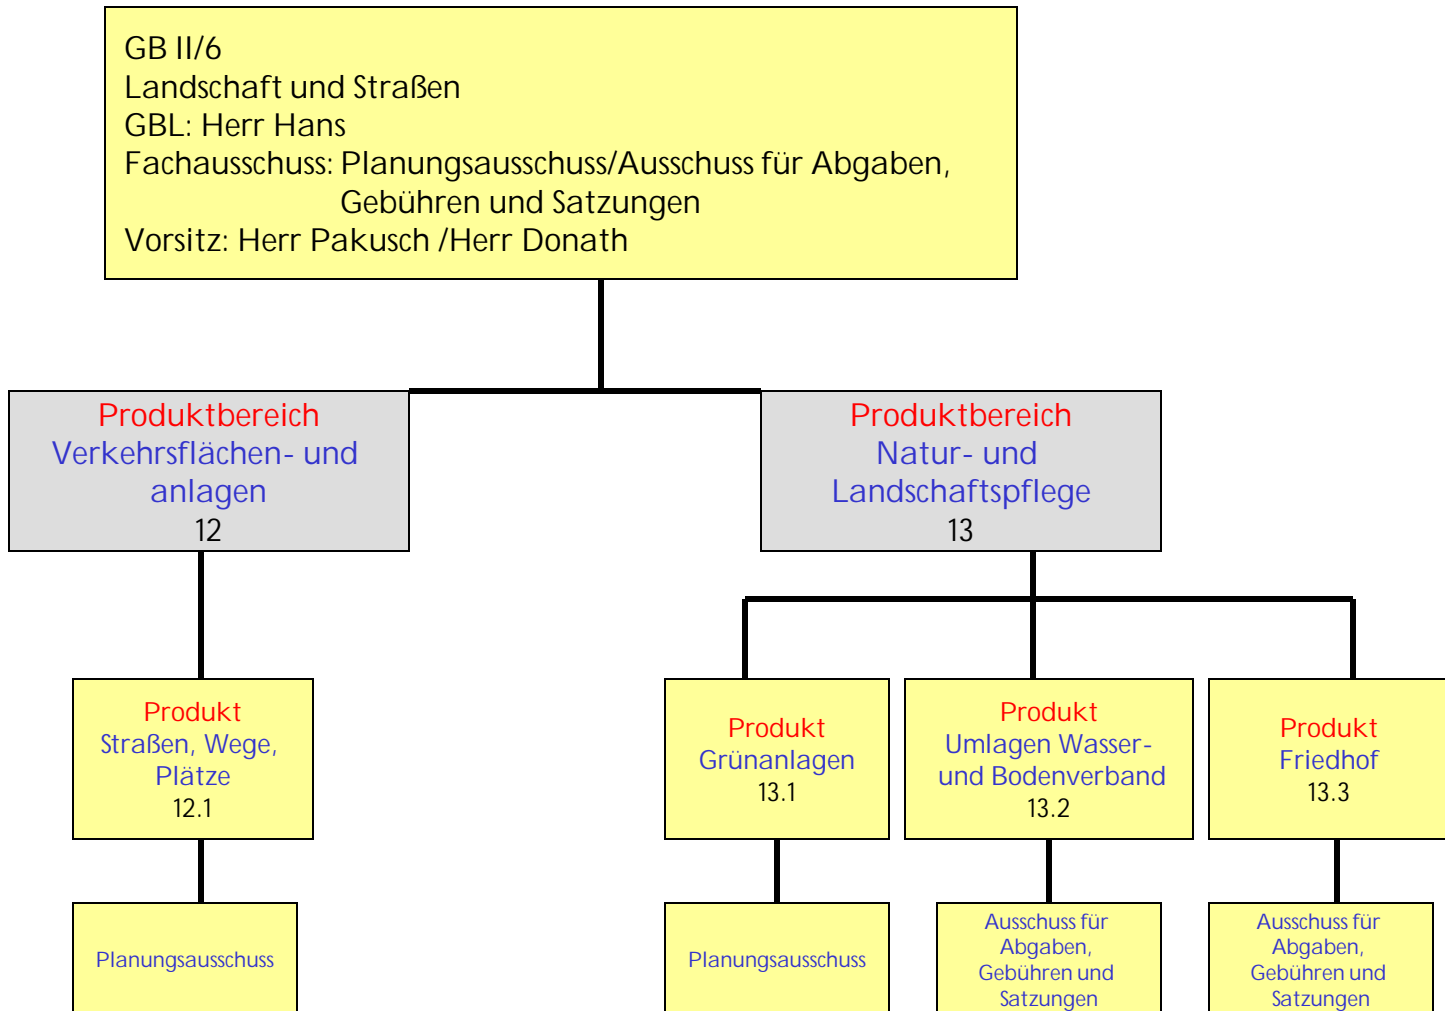 GB II/6
Landschaft und Straßen
GBL: Herr Hans
Fachausschuss: Planungsausschuss/Ausschuss für Abgaben,
Gebühren und Satzungen
Vorsitz: Herr Pakusch /Herr Donath
Produktbereich
Verkehrsflächen- und
anlagen
12
Produktbereich
Natur- und
Landschaftspflege
13
Produkt
Straßen, Wege,
Plätze
12.1
Produkt
Grünanlagen
13.1
Produkt
Umlagen Wasser-
und Bodenverband
13.2
Produkt
Friedhof
13.3
Planungsausschuss
Planungsausschuss
Ausschuss für
Abgaben,
Gebühren und
Satzungen
Ausschuss für
Abgaben,
Gebühren und
Satzungen